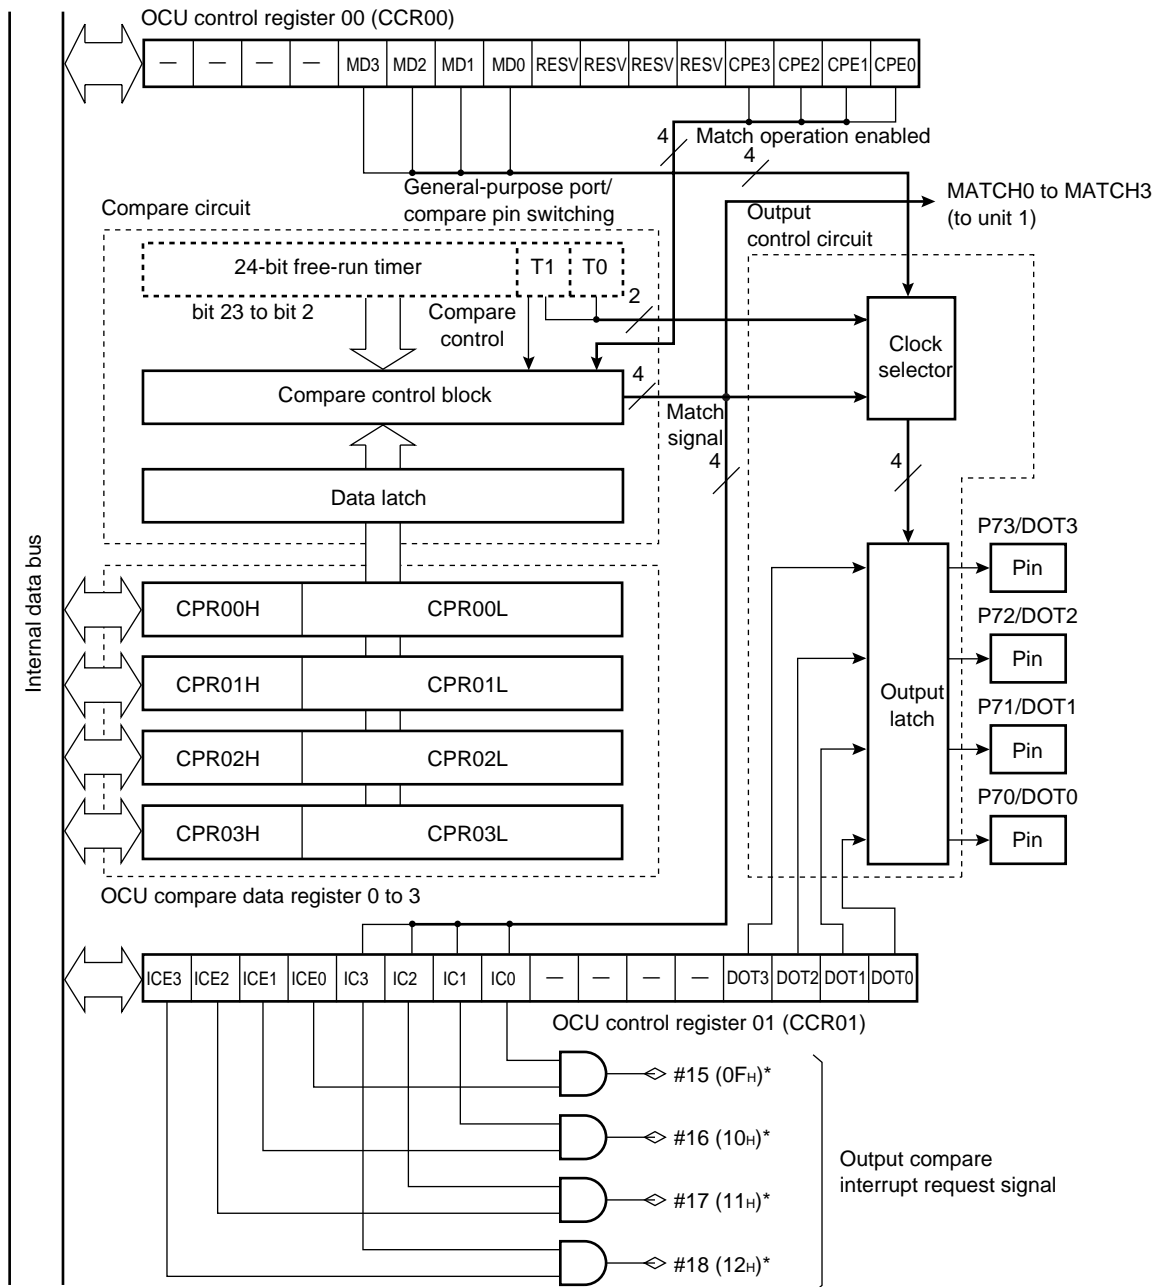 OCU control register 00 (CCR00)
— — — — MD3 MD2 MD1 MD0 RESV RESV RESV RESV CPE3 CPE2 CPE1 CPE0
4
Match operation enabled
4
General-purpose port/
compare pin switching
MATCH0 to MATCH3
(to unit 1)
Compare circuit
Output
control circuit
24-bit free-run timer T1 T0
bit 23 to bit 2
Compare
control
2
Clock
selector
Compare control block
4
Match
signal
4
4
Data latch
Internal data bus
P73/DOT3
Pin
CPR00H CPR00L
P72/DOT2
Pin
CPR01H CPR01L
Output
latch
P71/DOT1
Pin
CPR02H CPR02L
P70/DOT0
Pin
CPR03H CPR03L
OCU compare data register 0 to 3
ICE3 ICE2 ICE1 ICE0 IC3 IC2 IC1 IC0 — — — — DOT3 DOT2 DOT1 DOT0
OCU control register 01 (CCR01)
#15 (0FH)*
#16 (10H)*
#17 (11H)*
#18 (12H)*
Output compare
interrupt request signal